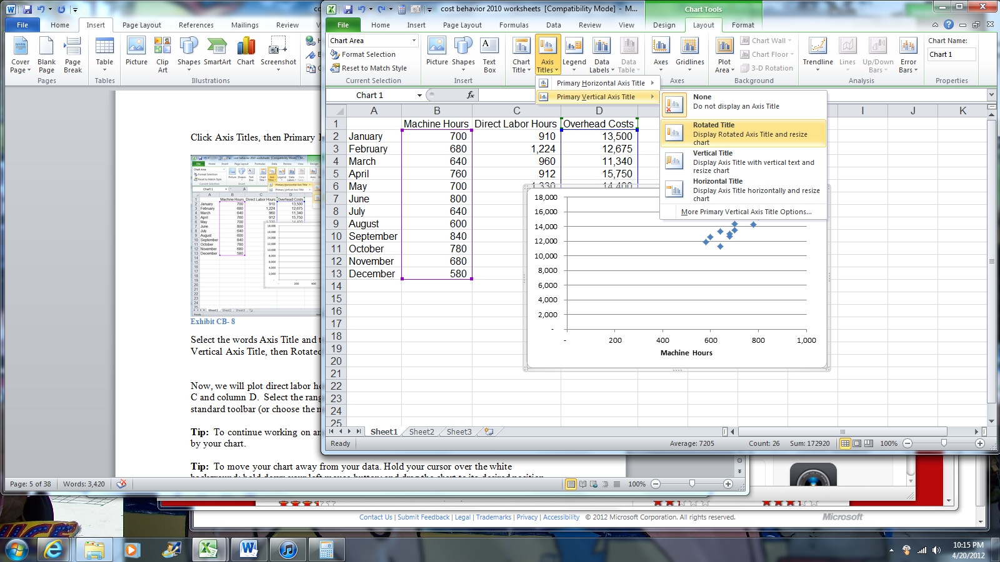 co
File
Home
Insert
Page Layout
References
Mailings
Review
V
Cover Page
Blank Page
Page Break
Table
Picture
Clip Art
Shapes
SmartArt
Chart
Screenshot
Pages
Tables
Illustrations
Click Axis Titles, then Primary
Exhibit CB- 8
Select the words Axis Title and t
Vertical Axis Title, then Rotated
Now, we will plot direct labor ho
C and column D.  Select the rang
standard toolbar (or choose the
Tip:  To continue working on an
by your chart.
Tip:  To move your chart away from your data. Hold your cursor over the white
Page: 5 of 38
Words: 3,420
100%
cost behavior 2010 worksheets  [Compatibility Mode]  -  M...
Chart Tools
File
Home
Insert
Page Layout
Formulas
Data
Review
View
Design
Layout
Format
Chart Area
Format Selection
Reset to Match Style
Current Selection
Picture
Shapes
Text Box
Insert
Chart Title
Axis Titles
Legend
Data Labels
Data Table
Axes
Gridlines
Axes
Plot Area
Chart Wall
Chart Floor
3-D Rotation
Background
Trendline
Lines
Up/Down Bars
Error Bars
Analysis
Chart Name:
Chart 1
Properties
Primary Horizontal Axis Title
Primary Vertical Axis Title
None
Do not display an Axis Title
Rotated Title
Display Rotated Axis Title and resize
chart
Vertical Title
Display Axis Title with vertical text and
resize chart
Horizontal Title
Display Axis Title horizontally and resize
chart
More Primary Vertical Axis Title Options...
Chart 1
fx
A B C D I J K
1 Machine Hours Direct Labor Hours Overhead Costs
2 January 700 910 13,500
3 February 680 1,224 12,675
4 March 640 960 11,340
5 April 760 912 15,750
6 May 700 1,330 14,400
7 June 800
8 July 640
9 August 600
10 September 840
11 October 780
12 November 680
13 December 580
14
15
16
17
18
19
20
21
22
23
24
25
18,000
16,000
14,000
12,000
10,000
8,000
6,000
4,000
2,000
-
- 200 400 600 800 1,000
Machine Hours
Sheet1 Sheet2 Sheet3
Ready
Average: 7205
Count: 26
Sum: 172920
100%
Contact Us | Submit Feedback | Legal | Trademarks | Privacy | Accessibility © 2012 Microsoft Corporation. All rights reserved.
Microsoft
10:15 PM
4/20/2012